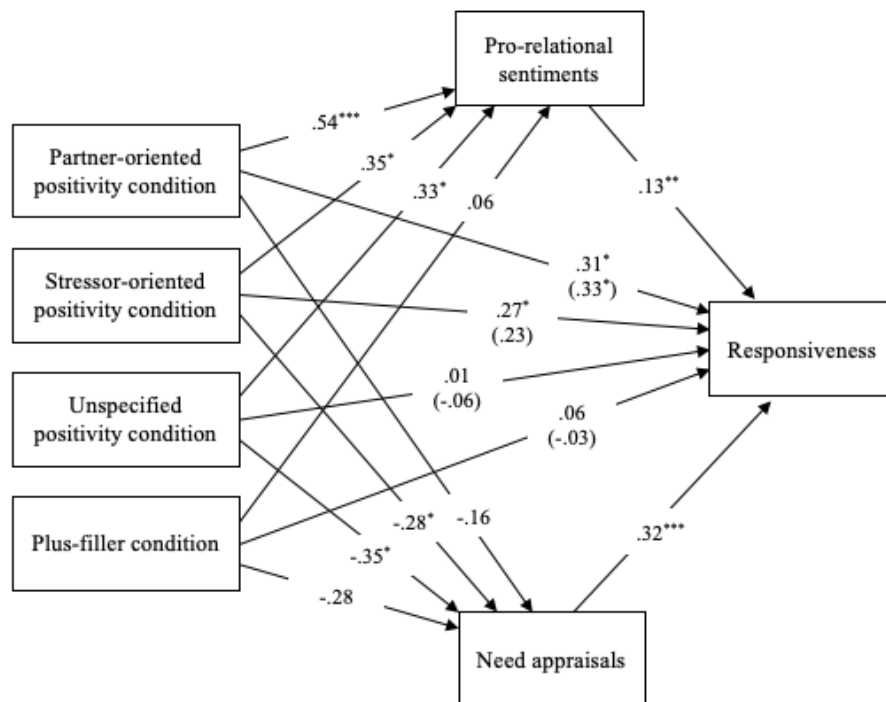 Pro-relational
sentiments
.54***
Partner-oriented
positivity condition
.35*
.33*
.06
.13**
Stressor-oriented
positivity condition
.31*
(.33*)
.27*
(.23)
Responsiveness
Unspecified
positivity condition
.01
(-.06)
.06
(-.03)
Plus-filler condition
-.28*
-.16
-.35*
.32***
-.28
Need appraisals